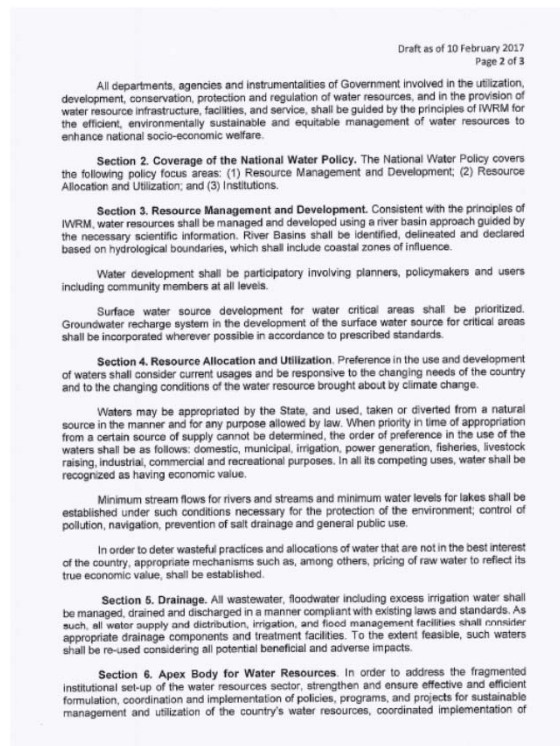 Draft as of 10 February 2017
Page 2 of 3
All departments, agencies and instrumentalities of Government involved in the utilization,
development, conservation, protection and regulation of water resources, and in the provision of
water resource infrastructure, facilities, and service, shall be guided by the principles of IWRM for
the efficient, environmentally sustainable and equitable management of water resources to
enhance national socio-economic welfare.
Section 2. Coverage of the National Water Policy. The National Water Policy covers
the following policy focus areas: (1) Resource Management and Development; (2) Resource
Allocation and Utilization; and (3) Institutions.
Section 3. Resource Management and Development. Consistent with the principles of
IWRM, water resources shall be managed and developed using a river basin approach guided by
the necessary scientific information. River Basins shall be identified, delineated and declared
based on hydrological boundaries, which shall include coastal zones of influence.
Water development shall be participatory involving planners, policymakers and users
including community members at all levels.
Surface water source development for water critical areas shall be prioritized.
Groundwater recharge system in the development of the surface water source for critical areas
shall be incorporated wherever possible in accordance to prescribed standards.
Section 4. Resource Allocation and Utilization. Preference in the use and development
of waters shall consider current usages and be responsive to the changing needs of the country
and to the changing conditions of the water resource brought about by climate change.
Waters may be appropriated by the State, and used, taken or diverted from a natural
source in the manner and for any purpose allowed by law. When priority in time of appropriation
from a certain source of supply cannot be determined, the order of preference in the use of the
waters shall be as follows: domestic, municipal, irrigation, power generation, fisheries, livestock
raising, industrial, commercial and recreational purposes. In all its competing uses, water shall be
recognized as having economic value.
Minimum stream flows for rivers and streams and minimum water levels for lakes shall be
established under such conditions necessary for the protection of the environment; control of
pollution, navigation, prevention of salt drainage and general public use.
In order to deter wasteful practices and allocations of water that are not in the best interest
of the country, appropriate mechanisms such as, among others, pricing of raw water to reflect its
true economic value, shall be established.
Section 5. Drainage. All wastewater, floodwater including excess irrigation water shall
be managed, drained and discharged in a manner compliant with existing laws and standards. As
such, all water supply and distribution, irrigation, and flood management facilities shall consider
appropriate drainage components and treatment facilities. To the extent feasible, such waters
shall be re-used considering all potential beneficial and adverse impacts.
Section 6. Apex Body for Water Resources. In order to address the fragmented
institutional set-up of the water resources sector, strengthen and ensure effective and efficient
formulation, coordination and implementation of policies, programs, and projects for sustainable
management and utilization of the country's water resources, coordinated implementation of